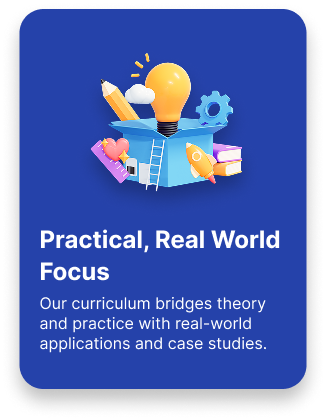 Practical, Real World
Focus
Our curriculum bridges theory
and practice with real-world
applications and case studies.